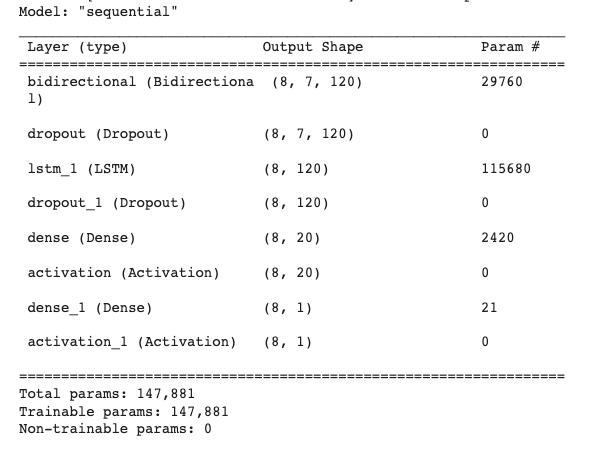 Model: "sequential"
Layer (type) Output Shape Param #
bidirectional (Bidirectiona (8, 7, 120) 29760
l)
dropout (Dropout) (8, 7, 120) 0
lstm_1 (LSTM) (8, 120) 115680
dropout_1 (Dropout) (8, 120) 0
dense (Dense) (8, 20) 2420
activation (Activation) (8, 20) 0
dense_1 (Dense) (8, 1) 21
activation_1 (Activation) (8, 1) 0
Total params: 147,881
Trainable params: 147,881
Non-trainable params: 0